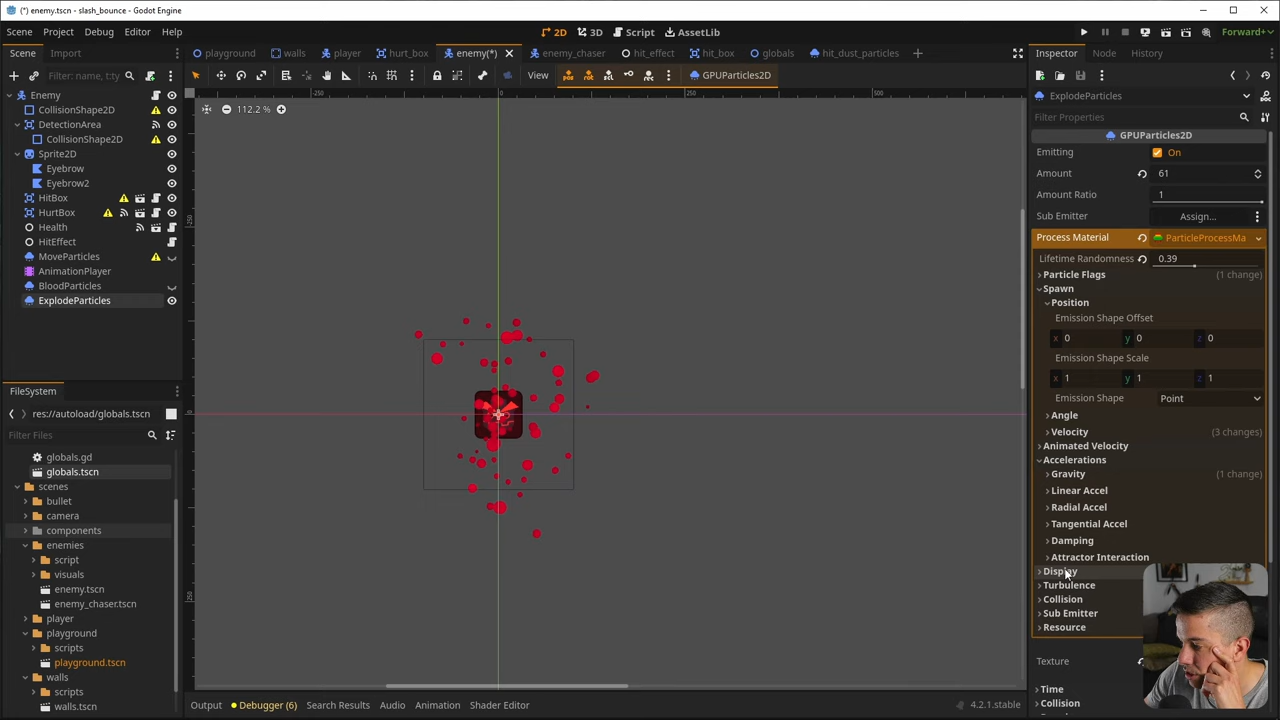 (*) enemy.tscn - slash_bounce - Godot Engine
Scene Project Debug Editor Help
2D 3D Script AssetLib
Forward+
Scene Import
playground walls player hurt_box enemy(*) enemy_chaser hit_effect hit_box globals hit_dust_particles
Inspector Node History
Filter: name, t:ty
View GPUParticles2D
-250 0 250 500
112.2 %
Enemy
CollisionShape2D
DetectionArea
CollisionShape2D
Sprite2D
Eyebrow
Eyebrow2
HitBox
HurtBox
Health
HitEffect
MoveParticles
AnimationPlayer
BloodParticles
ExplodeParticles
FileSystem
res://autoload/globals.tscn
Filter Files
globals.gd
globals.tscn
scenes
bullet
camera
components
enemies
script
visuals
enemy.tscn
enemy_chaser.tscn
player
playground
scripts
playground.tscn
walls
scripts
walls.tscn
Output Debugger (6) Search Results Audio Animation Shader Editor
4.2.1.stable
ExplodeParticles
Filter Properties
GPUParticles2D
Emitting On
Amount 61
Amount Ratio 1
Sub Emitter Assign...
Process Material ParticleProcessMa
Lifetime Randomness 0.39
Particle Flags (1 change)
Spawn
Position
Emission Shape Offset
x 0 y 0 z 0
Emission Shape Scale
x 1 y 1 z 1
Emission Shape Point
Angle
Velocity (3 changes)
Animated Velocity
Accelerations
Gravity (1 change)
Linear Accel
Radial Accel
Tangential Accel
Damping
Attractor Interaction
Display
Turbulence
Collision
Sub Emitter
Resource
Texture
Time
Collision